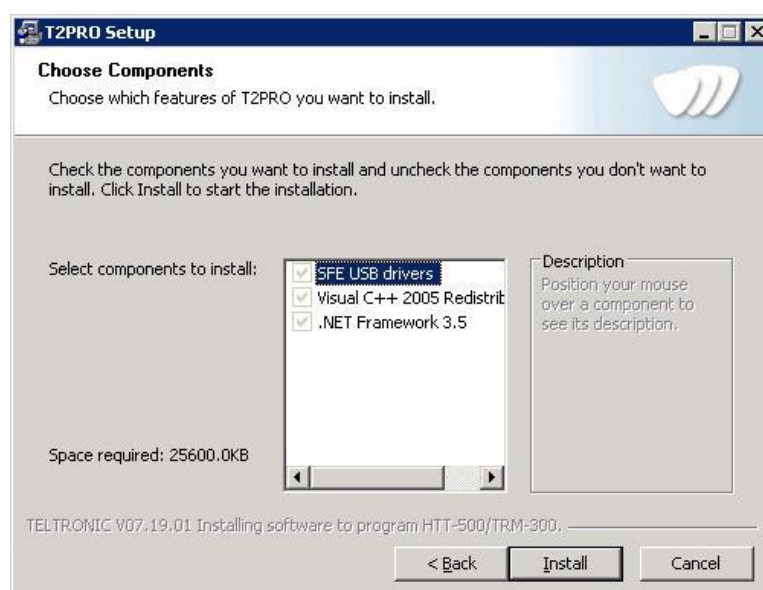 T2PRO Setup
Choose Components
Choose which features of T2PRO you want to install.
Check the components you want to install and uncheck the components you don't want to
install. Click Install to start the installation.
Select components to install:
SFE USB drivers
Visual C++ 2005 Redistrib
.NET Framework 3.5
Description
Position your mouse
over a component to
see its description.
Space required: 25600.0KB
TELTRONIC V07.19.01 Installing software to program HTT-500/TRM-300.
< Back
Install
Cancel